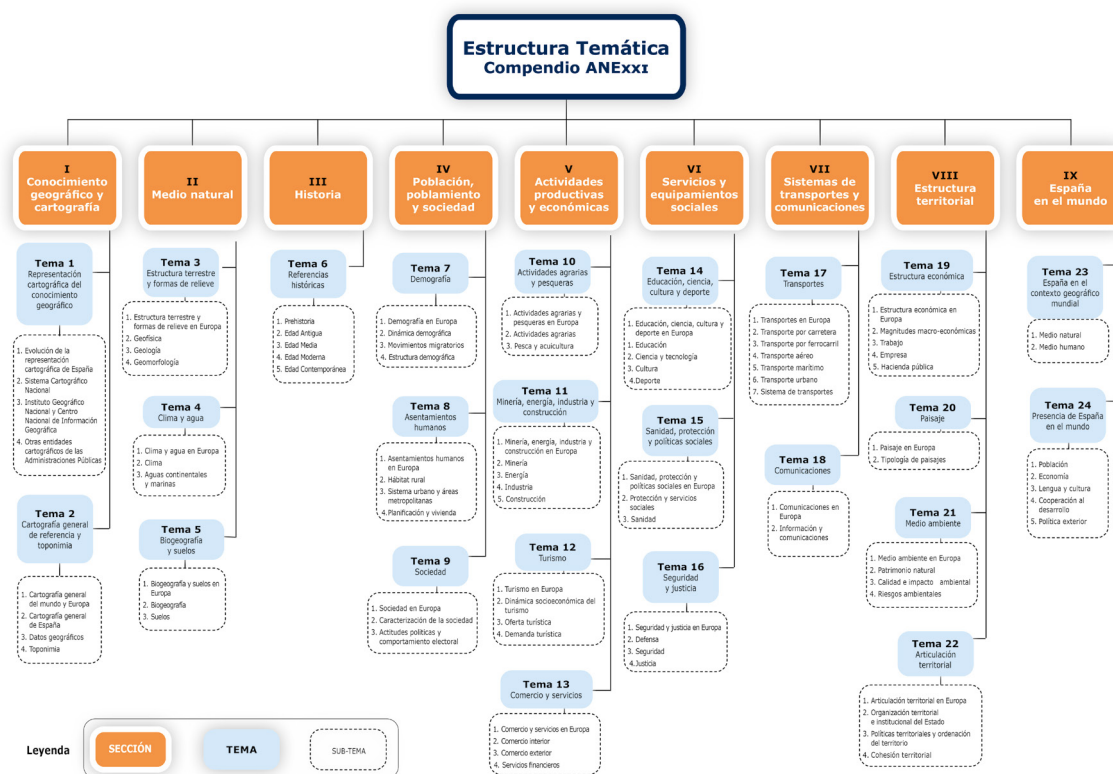 Estructura Temática
Compendio ANExxI
I
Conocimiento
geográfico y
cartografía
Tema 1
Representación
cartográfica del
conocimiento
geográfico
1. Evolución de la
representación
cartográfica de España
2. Sistema Cartográfico
Nacional
3. Instituto Geográfico
Nacional y Centro
Nacional de Información
Geográfica
4. Otras entidades
cartográficos de las
Administraciones Públicas
Tema 2
Cartografía general
de referencia y
toponimia
1. Cartografía general
del mundo y Europa
2. Cartografía general
de España
3. Datos geográficos
4. Toponimia
II
Medio natural
Tema 3
Estructura terrestre
y formas de relieve
1. Estructura terrestre y
formas de relieve en Europa
2. Geofísica
3. Geología
4. Geomorfología
Tema 4
Clima y agua
1. Clima y agua en Europa
2. Clima
3. Aguas continentales
y marinas
Tema 5
Biogeografía
y suelos
1. Biogeografía y suelos en
Europa
2. Biogeografía
3. Suelos
III
Historia
Tema 6
Referencias
históricas
1. Prehistoria
2. Edad Antigua
3. Edad Media
4. Edad Moderna
5. Edad Contemporánea
IV
Población,
poblamiento
y sociedad
Tema 7
Demografía
1. Demografía en Europa
2. Dinámica demográfica
3. Movimientos migratorios
4. Estructura demográfica
Tema 8
Asentamientos
humanos
1. Asentamientos humanos
en Europa
2. Hábitat rural
3. Sistema urbano y áreas
metropolitanas
4.Planificación y vivienda
Tema 9
Sociedad
1. Sociedad en Europa
2. Caracterización de la sociedad
3. Actitudes políticas y
comportamiento electoral
V
Actividades
productivas
y económicas
Tema 10
Actividades agrarias
y pesqueras
1. Actividades agrarias y
pesqueras en Europa
2. Actividades agrarias
3. Pesca y acuicultura
Tema 11
Minería, energía, industria y
construcción
1. Minería, energía, industria y
construcción en Europa
2. Minería
3. Energía
4. Industria
5. Construcción
Tema 12
Turismo
1. Turismo en Europa
2. Dinámica socioeconómica del
turismo
3. Oferta turística
4. Demanda turística
Tema 13
Comercio y servicios
1. Comercio y servicios en Europa
2. Comercio interior
3. Comercio exterior
4. Servicios financieros
VI
Servicios y
equipamientos
sociales
Tema 14
Educación, ciencia,
cultura y deporte
1. Educación, ciencia, cultura y
deporte en Europa
1. Educación
2. Ciencia y tecnología
3. Cultura
4.Deporte
Tema 15
Sanidad, protección
y políticas sociales
1. Sanidad, protección y
políticas sociales en Europa
2. Protección y servicios
sociales
3. Sanidad
Tema 16
Seguridad
y justicia
1. Seguridad y justicia en Europa
2. Defensa
3. Seguridad
4.Justicia
VII
Sistemas de
transportes y
comunicaciones
Tema 17
Transportes
1. Transportes en Europa
2. Transporte por carretera
3. Transporte por ferrocarril
4. Transporte aéreo
5. Transporte marítimo
6. Transporte urbano
7. Sistema de transportes
Tema 18
Comunicaciones
1. Comunicaciones en
Europa
2. Información y
comunicaciones
VIII
Estructura
territorial
Tema 19
Estructura económica
1. Estructura económica en
Europa
2. Magnitudes macro-económicas
3. Trabajo
4. Empresa
5. Hacienda pública
Tema 20
Paisaje
1. Paisaje en Europa
2. Tipología de paisajes
Tema 21
Medio ambiente
1. Medio ambiente en Europa
2. Patrimonio natural
3. Calidad e impacto ambiental
4. Riesgos ambientales
Tema 22
Articulación
territorial
1. Articulación territorial en Europa
2. Organización territorial
e institucional del Estado
3. Políticas territoriales y ordenación
del territorio
4. Cohesión territorial
IX
España
en el mundo
Tema 23
España en el
contexto geográfico
mundial
1. Medio natural
2. Medio humano
Tema 24
Presencia de España
en el mundo
1. Población
2. Economía
3. Lengua y cultura
4. Cooperación al
desarrollo
5. Política exterior
Leyenda
SECCIÓN
TEMA
SUB-TEMA